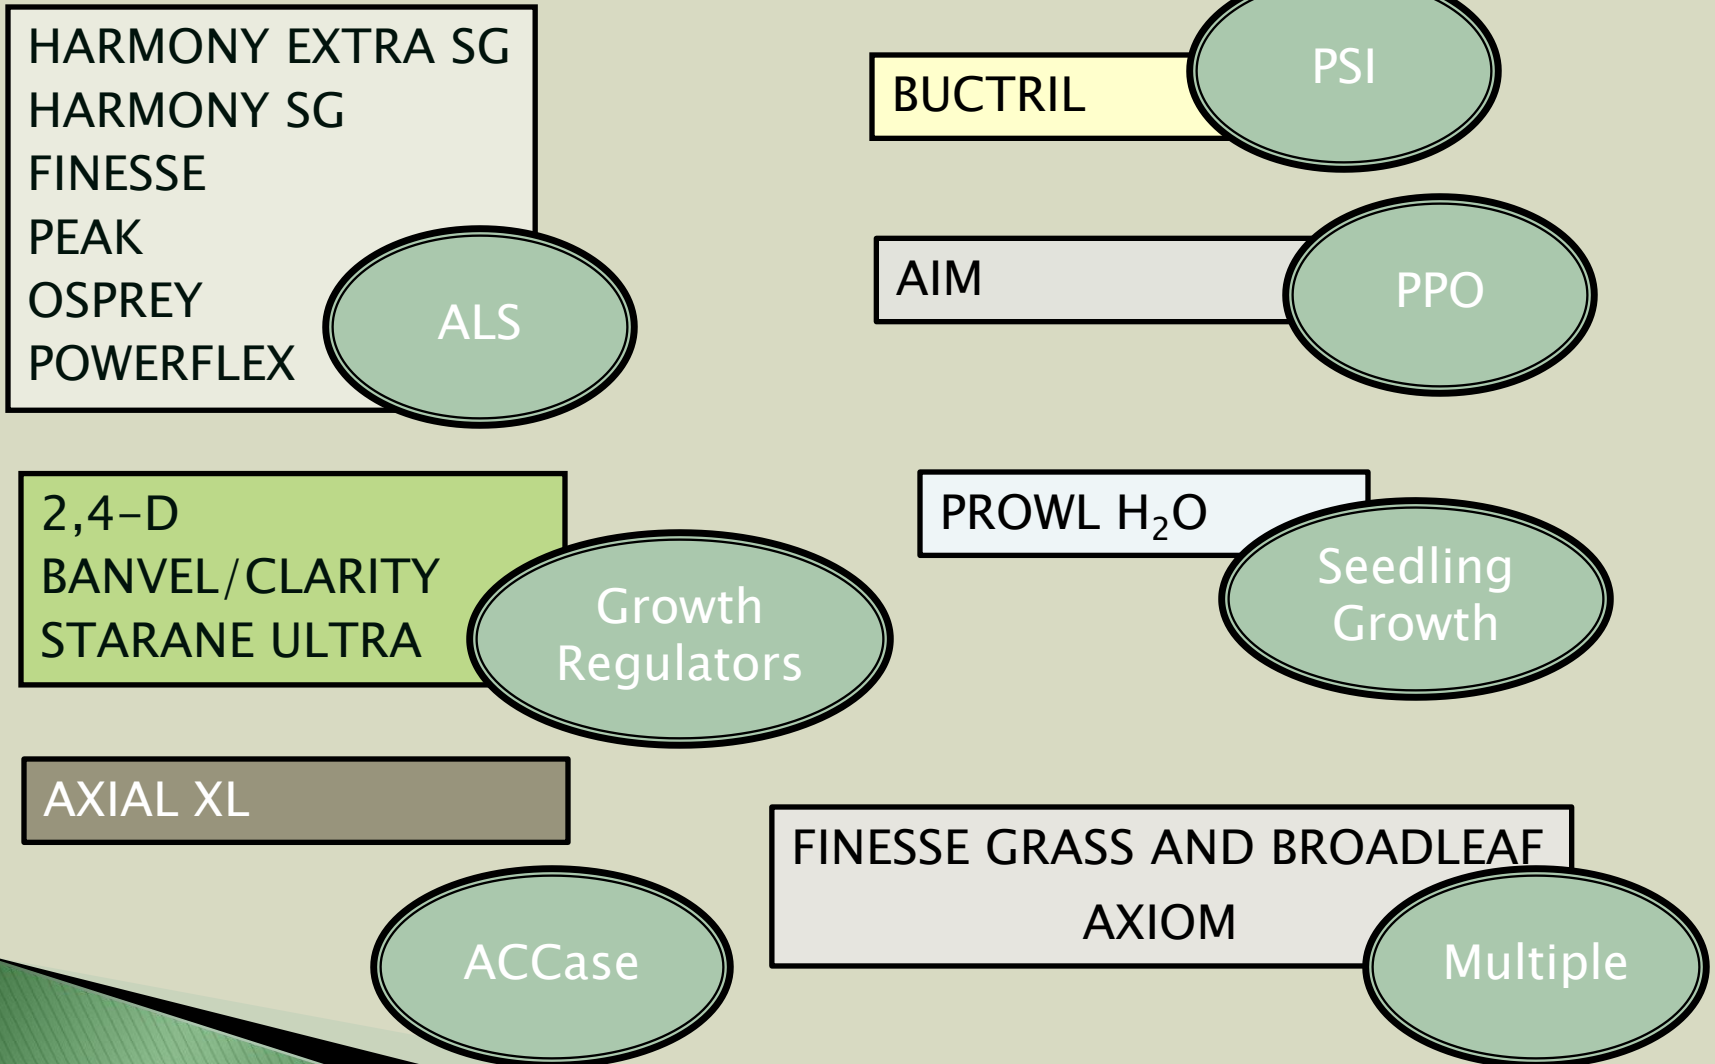 HARMONY EXTRA SG
HARMONY SG
FINESSE
PEAK
OSPREY
POWERFLEX
ALS
BUCTRIL
PSI
AIM
PPO
2,4-D
BANVEL/CLARITY
STARANE ULTRA
Growth
Regulators
PROWL H₂O
Seedling
Growth
AXIAL XL
ACCase
FINESSE GRASS AND BROADLEAF
AXIOM
Multiple